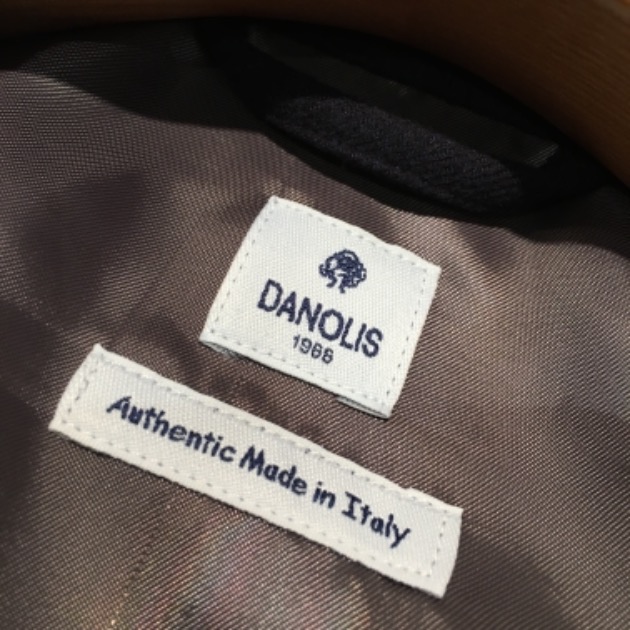 DANOLIS
1966
Authentic Made in Italy